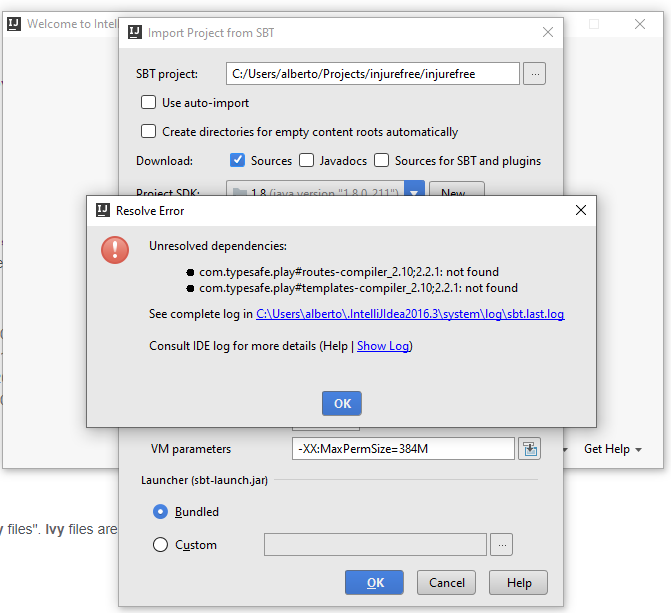 Welcome to Intelli
Import Project from SBT
SBT project:
C:/Users/alberto/Projects/injurefree/injurefree
...
Use auto-import
Create directories for empty content roots automatically
Download:
Sources
Javadocs
Sources for SBT and plugins
Project SDK:
1.8 (java version "1.8.0_211")
New...
Resolve Error
Unresolved dependencies:
com.typesafe.play#routes-compiler_2.10;2.2.1: not found
com.typesafe.play#templates-compiler_2.10;2.2.1: not found
See complete log in C:\Users\alberto\.IntelliJIdea2016.3\system\log\sbt.last.log
Consult IDE log for more details (Help | Show Log)
OK
VM parameters
-XX:MaxPermSize=384M
Get Help
Launcher (sbt-launch.jar)
Bundled
y files". Ivy files are
Custom
...
OK
Cancel
Help